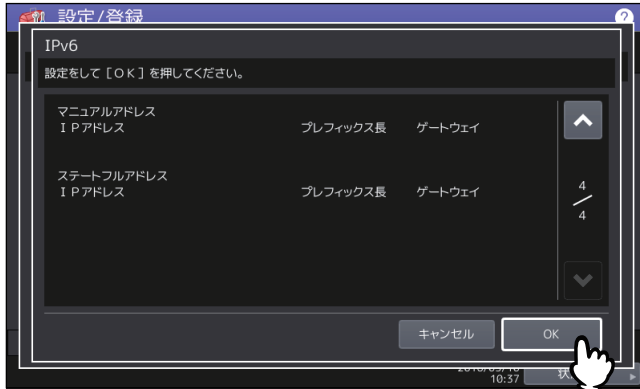 設定/登録
?
IPv6
設定をして［ＯＫ］を押してください。
マニュアルアドレス
ＩＰアドレス プレフィックス長 ゲートウェイ
ステートフルアドレス
ＩＰアドレス プレフィックス長 ゲートウェイ
4
4
キャンセル OK
10:37